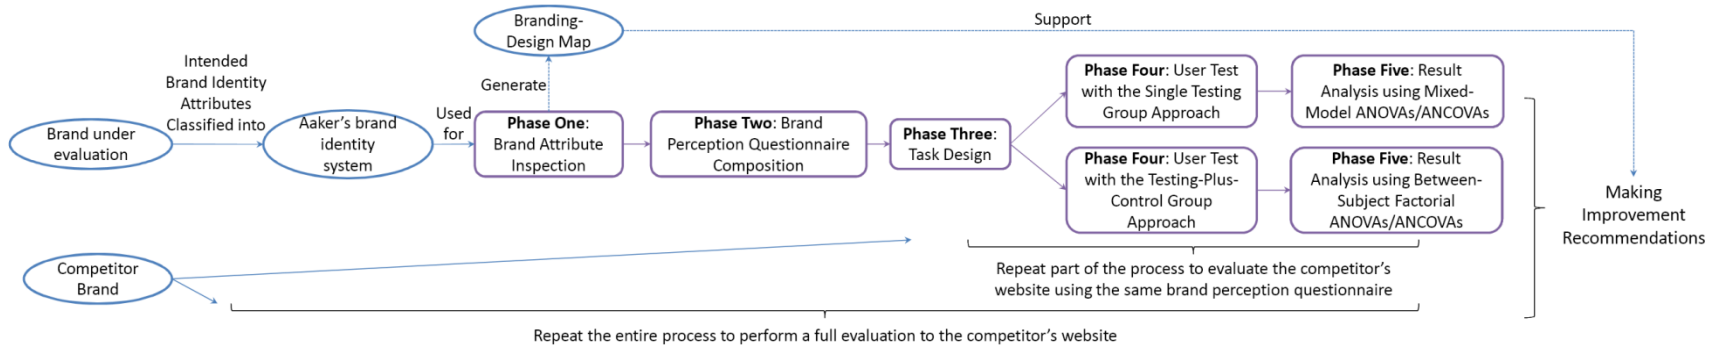 Branding-
Design Map
Support
Intended
Brand Identity
Attributes
Classified into
Generate
Used
for
Brand under
evaluation
Aaker's brand
identity
system
Phase One:
Brand Attribute
Inspection
Phase Two: Brand
Perception Questionnaire
Composition
Phase Three:
Task Design
Phase Four: User Test
with the Single Testing
Group Approach
Phase Five: Result
Analysis using Mixed-
Model ANOVAs/ANCOVAs
Phase Four: User Test
with the Testing-Plus-
Control Group
Approach
Phase Five: Result
Analysis using Between-
Subject Factorial
ANOVAs/ANCOVAs
Making
Improvement
Recommendations
Competitor
Brand
Repeat part of the process to evaluate the competitor's
website using the same brand perception questionnaire
Repeat the entire process to perform a full evaluation to the competitor's website